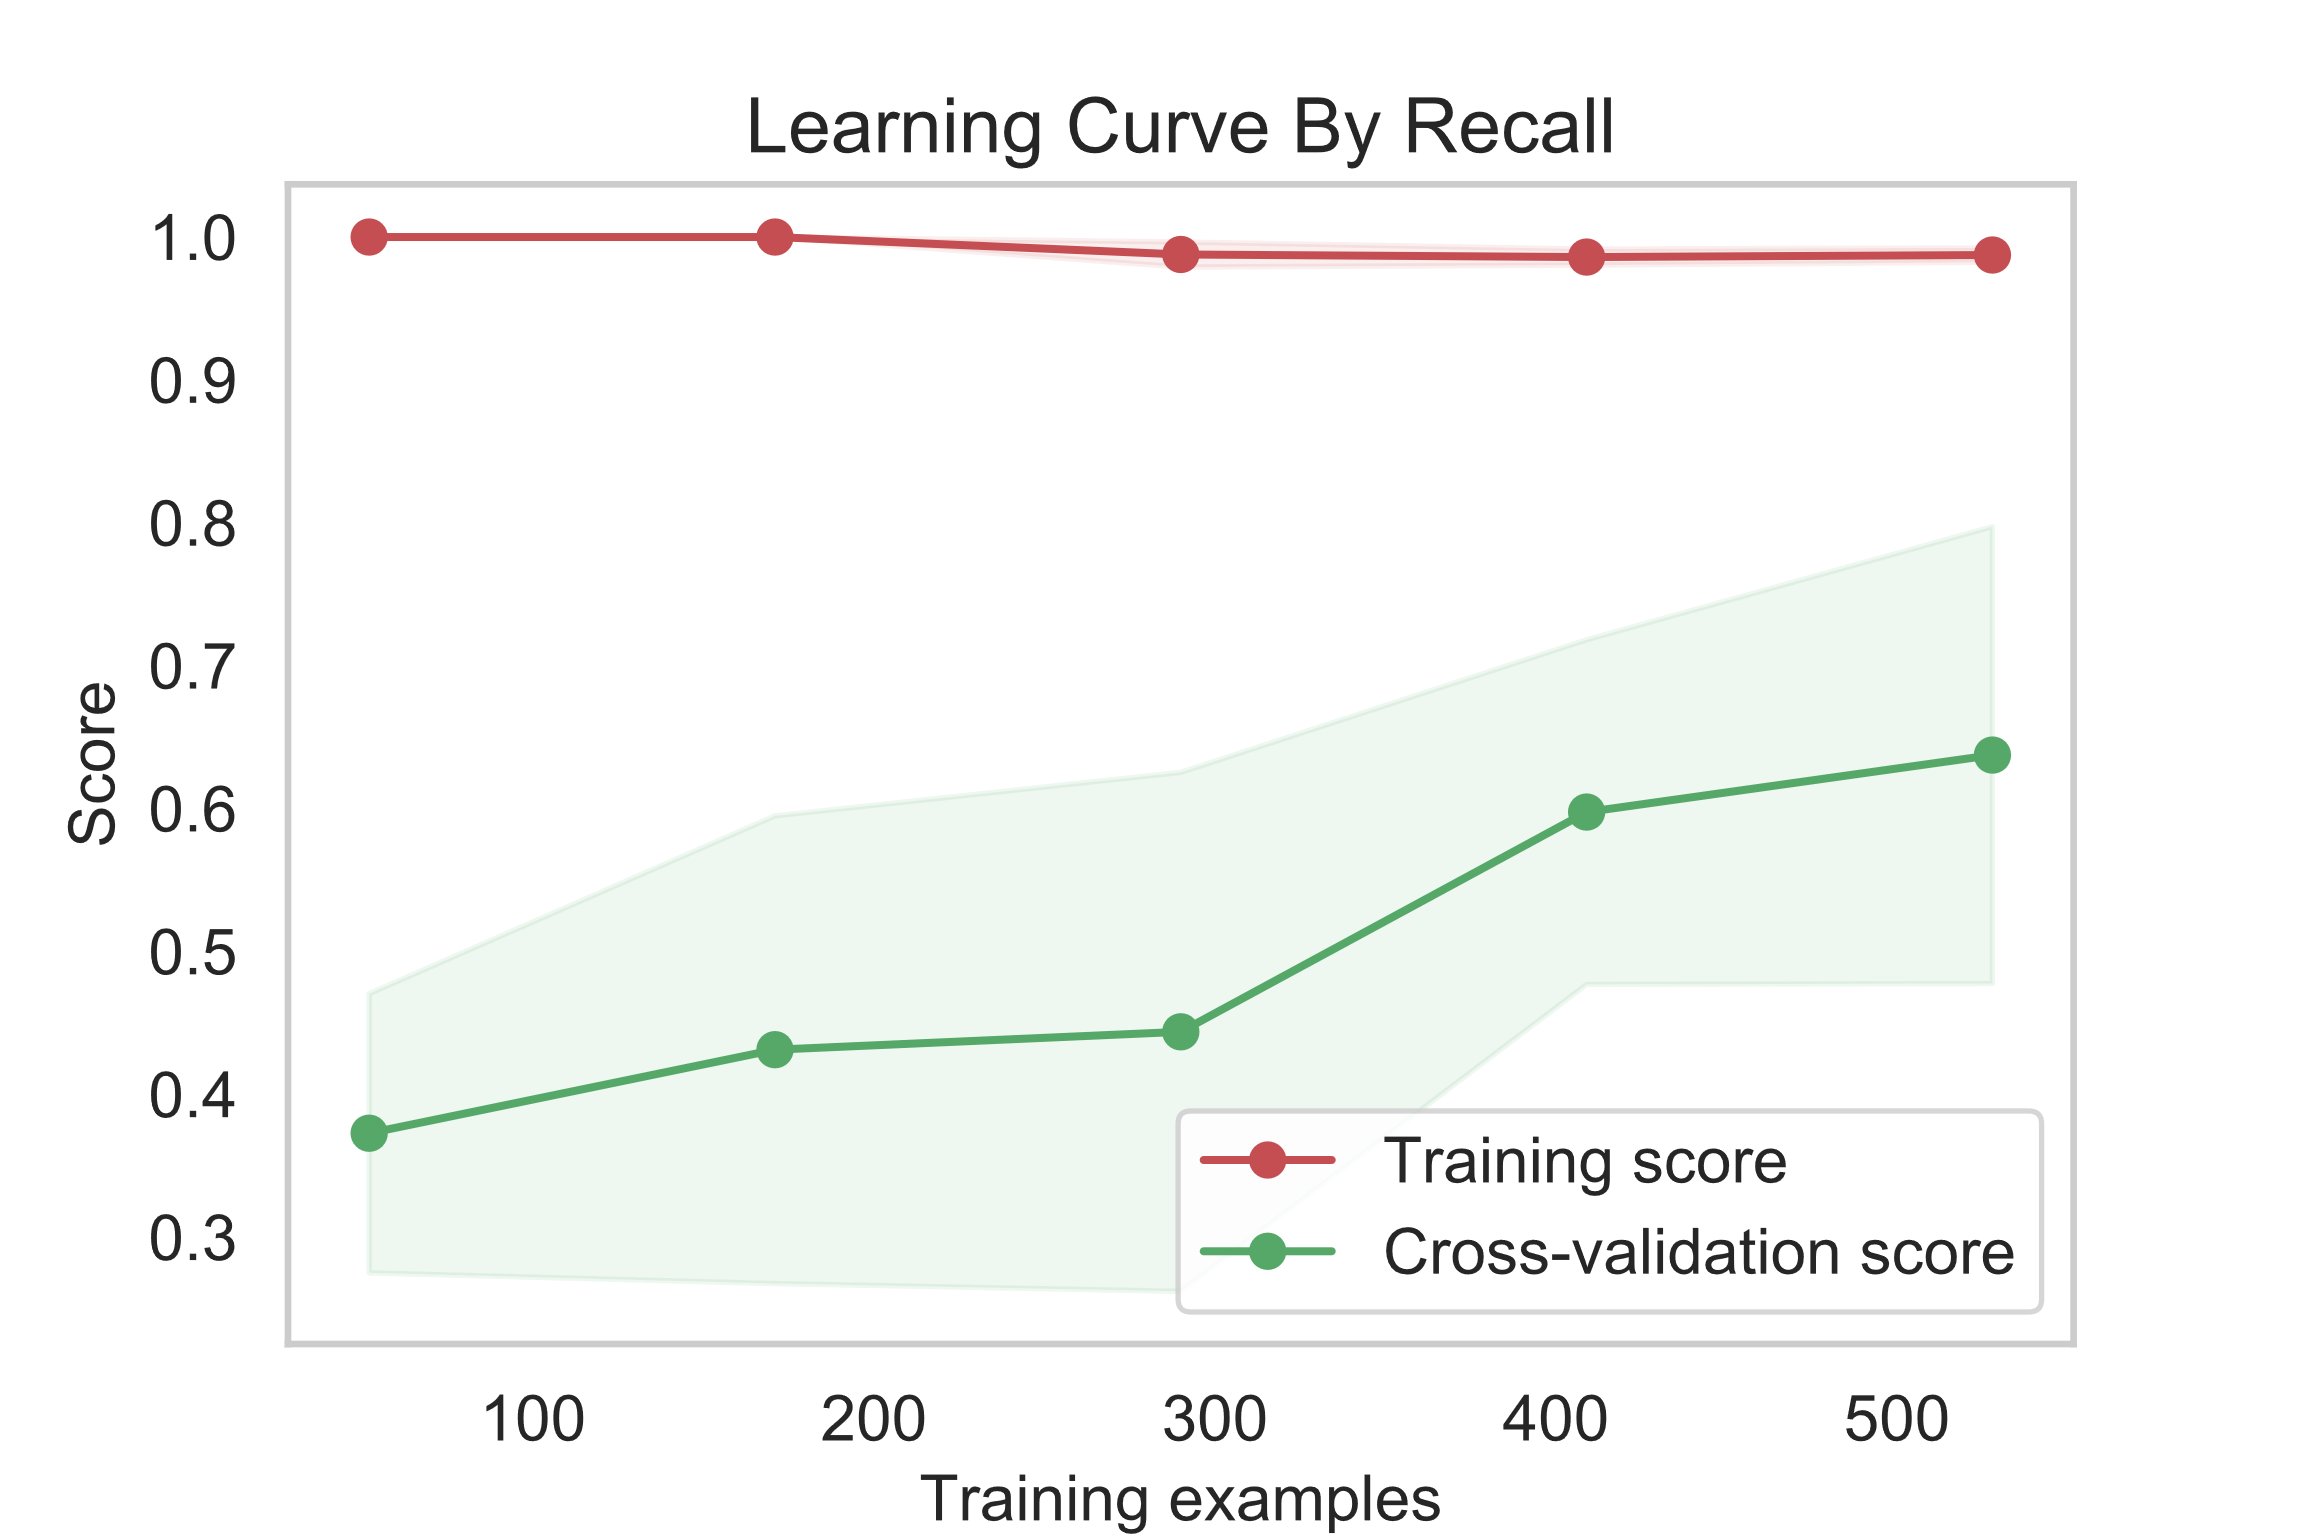 Learning Curve By Recall
1.0
0.9
0.8
0.7
0.6
0.5
0.4
0.3
Score
Training score
Cross-validation score
100 200 300 400 500
Training examples